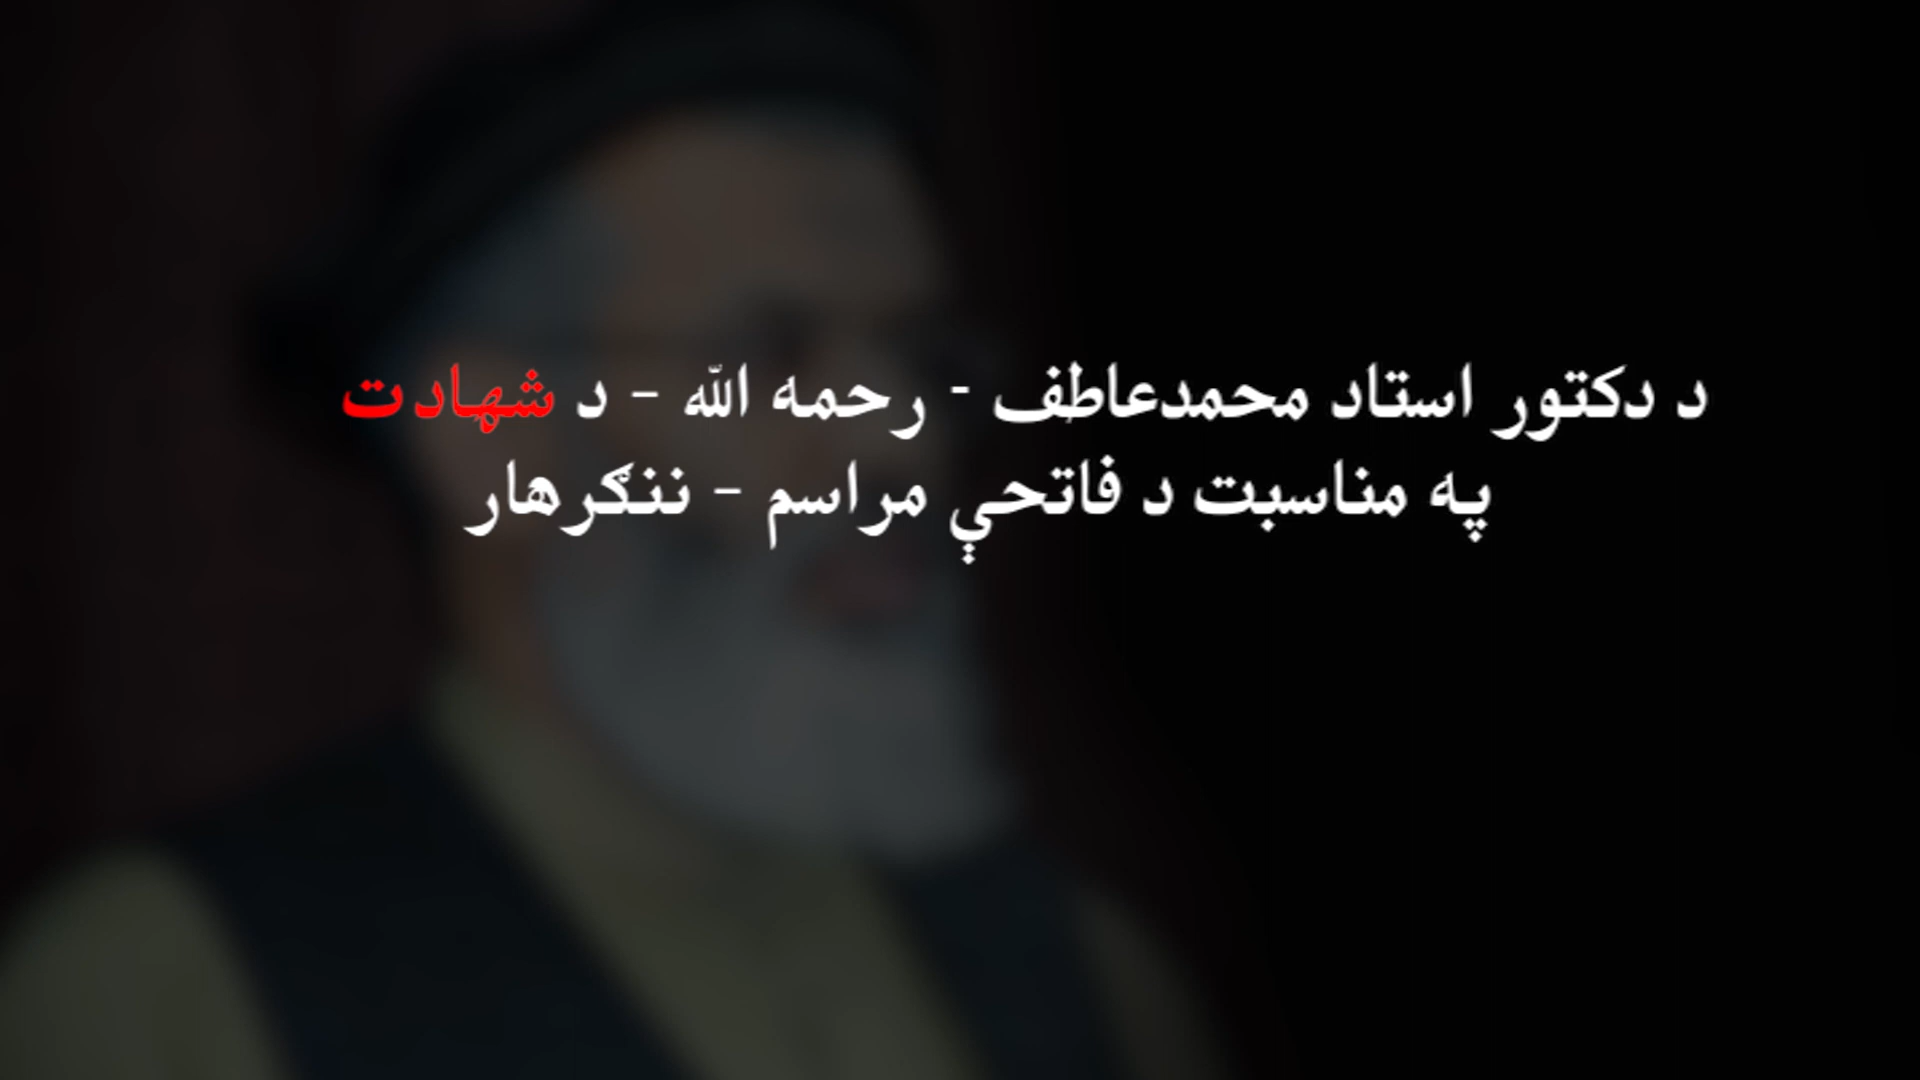 د دکتور استاد محمدعاطف - رحمه الله - د شهادت
په مناسبت د فاتحې مراسم - ننګرهار